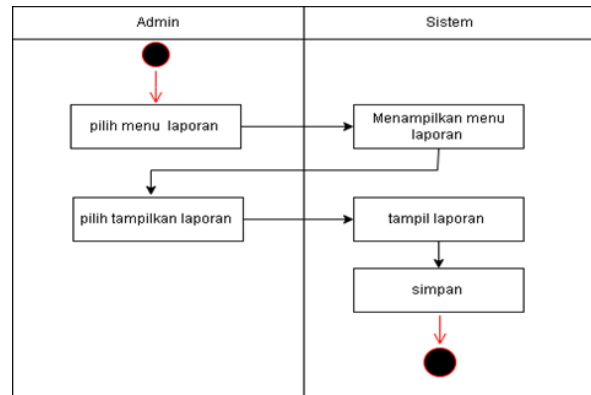 Admin
Sistem
pilih menu laporan
Menampilkan menu
laporan
pilih tampilkan laporan
tampil laporan
simpan